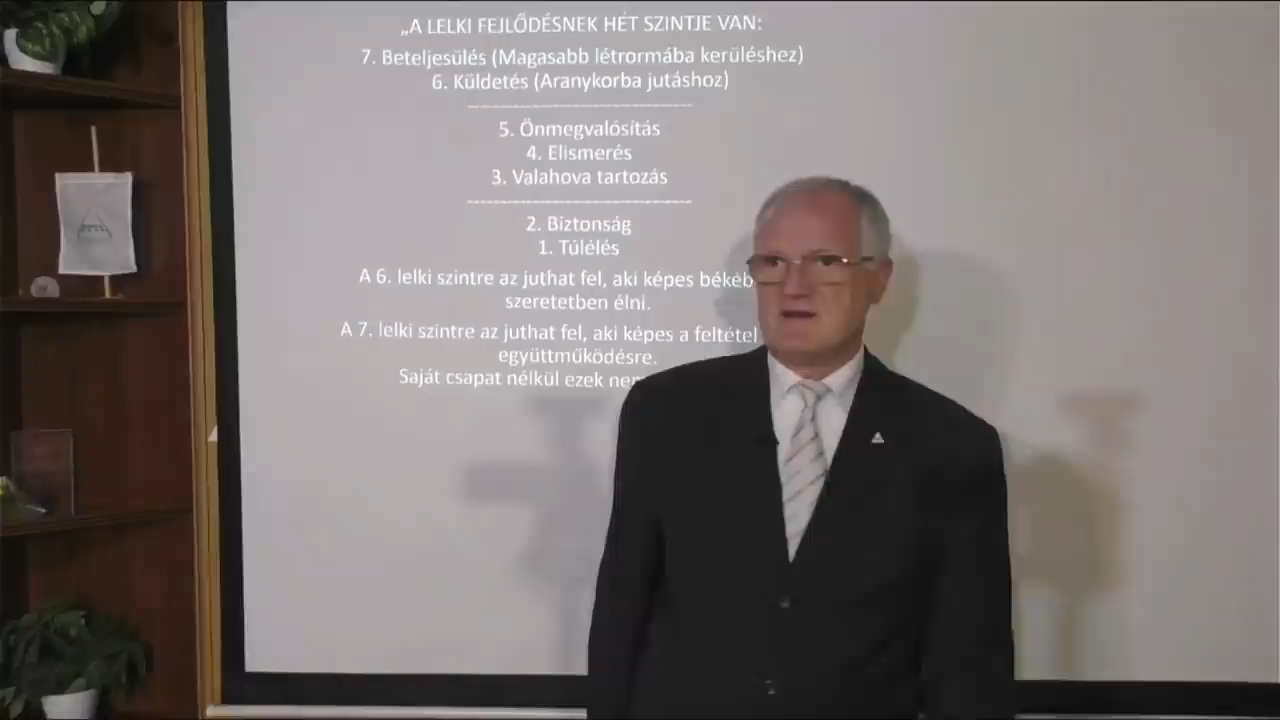 „A LELKI FEJLŐDÉSNEK HÉT SZINTJE VAN:
7. Beteljesülés (Magasabb létrormába kerüléshez)
6. Küldetés (Aranykorba jutáshoz)
5. Önmegvalósítás
4. Elismerés
3. Valahova tartozás
2. Biztonság
1. Túlélés
A 6. lelki szintre az juthat fel, aki képes békéb
szeretetben élni.
A 7. lelki szintre az juthat fel, aki képes a feltétel
együttműködésre.
Saját csapat nélkül ezek nem